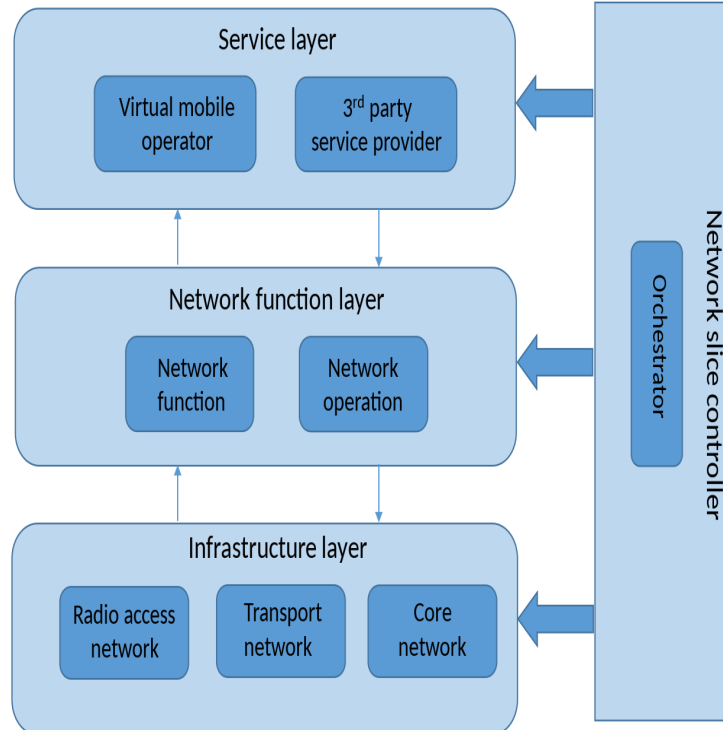 Service layer
Virtual mobile
operator
3rd party
service provider
Network function layer
Network
function
Network
operation
Infrastructure layer
Radio access
network
Transport
network
Core
network
Orchestrator
Network slice controller